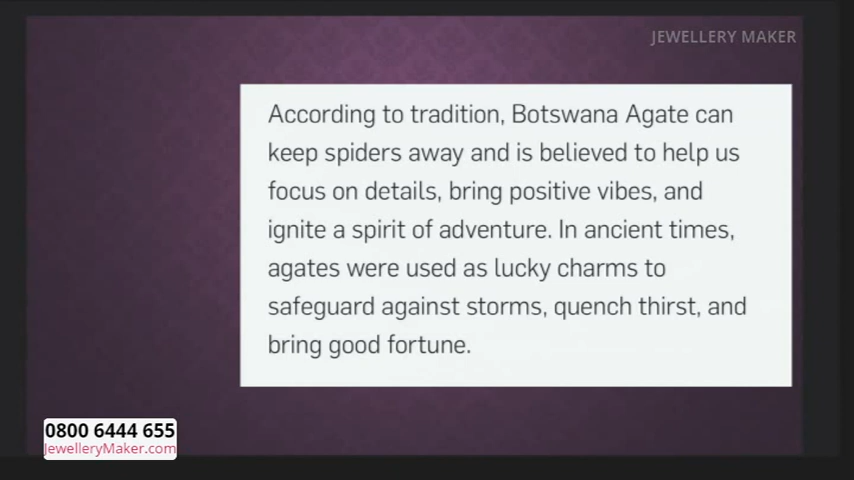 JEWELLERY MAKER
According to tradition, Botswana Agate can
keep spiders away and is believed to help us
focus on details, bring positive vibes, and
ignite a spirit of adventure. In ancient times,
agates were used as lucky charms to
safeguard against storms, quench thirst, and
bring good fortune.
0800 6444 655
JewelleryMaker.com